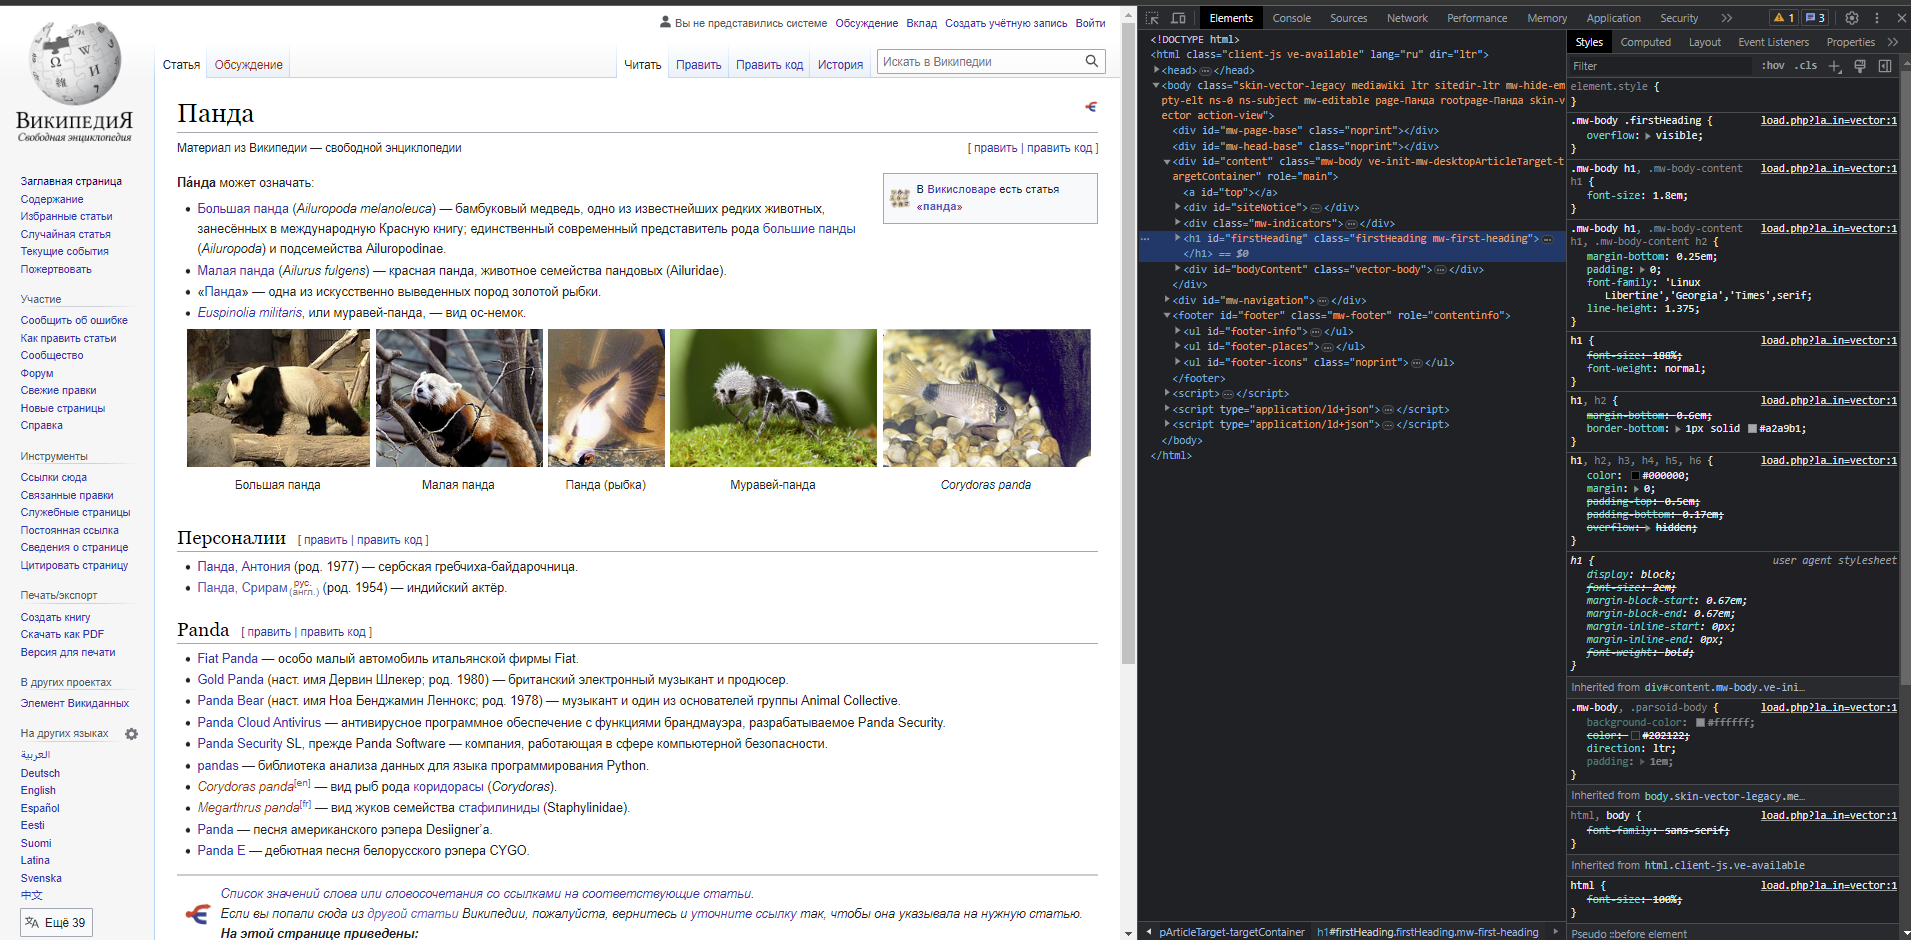 Вы не представились системе Обсуждение Вклад Создать учётную запись Войти
ВИКИПЕДИЯ
Свободная энциклопедия
Статья Обсуждение Читать Править Править код История Искать в Википедии
Заглавная страница
Содержание
Избранные статьи
Случайная статья
Текущие события
Пожертвовать
Участие
Сообщить об ошибке
Как править статьи
Сообщество
Форум
Свежие правки
Новые страницы
Справка
Инструменты
Ссылки сюда
Связанные правки
Служебные страницы
Постоянная ссылка
Сведения о странице
Цитировать страницу
Печать/экспорт
Создать книгу
Скачать как PDF
Версия для печати
В других проектах
Элемент Викиданных
На других языках
العربية
Deutsch
English
Español
Eesti
Suomi
Latina
Svenska
中文
Ещё 39
Панда
Материал из Википедии — свободной энциклопедии [ править | править код ]
Па́нда может означать:
В Викисловаре есть статья
«панда»
• Большая панда (Ailuropoda melanoleuca) — бамбуковый медведь, одно из известнейших редких животных,
занесённых в международную Красную книгу; единственный современный представитель рода большие панды
(Ailuropoda) и подсемейства Ailuropodinae.
• Малая панда (Ailurus fulgens) — красная панда, животное семейства пандовых (Ailuridae).
• «Панда» — одна из искусственно выведенных пород золотой рыбки.
• Euspinolia militaris, или муравей-панда, — вид ос-немок.
Большая панда Малая панда Панда (рыбка) Муравей-панда Corydoras panda
Персоналии [ править | править код ]
• Панда, Антония (род. 1977) — сербская гребчиха-байдарочница.
• Панда, Срирам рус. (англ.) (род. 1954) — индийский актёр.
Panda [ править | править код ]
• Fiat Panda — особо малый автомобиль итальянской фирмы Fiat.
• Gold Panda (наст. имя Дервин Шлекер; род. 1980) — британский электронный музыкант и продюсер.
• Panda Bear (наст. имя Ноа Бенджамин Леннокс; род. 1978) — музыкант и один из основателей группы Animal Collective.
• Panda Cloud Antivirus — антивирусное программное обеспечение с функциями брандмауэра, разрабатываемое Panda Security.
• Panda Security SL, прежде Panda Software — компания, работающая в сфере компьютерной безопасности.
• pandas — библиотека анализа данных для языка программирования Python.
• Corydoras panda[en] — вид рыб рода коридорасы (Corydoras).
• Megarthrus panda[fr] — вид жуков семейства стафилиниды (Staphylinidae).
• Panda — песня американского рэпера Desiigner'а.
• Panda E — дебютная песня белорусского рэпера CYGO.
Список значений слова или словосочетания со ссылками на соответствующие статьи.
Если вы попали сюда из другой статьи Википедии, пожалуйста, вернитесь и уточните ссылку так, чтобы она указывала на нужную статью.
На этой странице приведены:
Elements Console Sources Network Performance Memory Application Security 1 3
<!DOCTYPE html>
<html class="client-js ve-available" lang="ru" dir="ltr">
<head>…</head>
<body class="skin-vector-legacy mediawiki ltr sitedir-ltr mw-hide-em
pty-elt ns-0 ns-subject mw-editable page-Панда rootpage-Панда skin-v
ector action-view">
<div id="mw-page-base" class="noprint"></div>
<div id="mw-head-base" class="noprint"></div>
<div id="content" class="mw-body ve-init-mw-desktopArticleTarget-t
argetContainer" role="main">
<a id="top"></a>
<div id="siteNotice">…</div>
<div class="mw-indicators">…</div>
<h1 id="firstHeading" class="firstHeading mw-first-heading">…
</h1> == $0
<div id="bodyContent" class="vector-body">…</div>
</div>
<div id="mw-navigation">…</div>
<footer id="footer" class="mw-footer" role="contentinfo">
<ul id="footer-info">…</ul>
<ul id="footer-places">…</ul>
<ul id="footer-icons" class="noprint">…</ul>
</footer>
<script>…</script>
<script type="application/ld+json">…</script>
<script type="application/ld+json">…</script>
</body>
</html>
pArticleTarget-targetContainer h1#firstHeading.firstHeading.mw-first-heading
Styles Computed Layout Event Listeners Properties
Filter :hov .cls
element.style {
}
.mw-body .firstHeading { load.php?la…in=vector:1
overflow: visible;
}
.mw-body h1, .mw-body-content load.php?la…in=vector:1
h1 {
font-size: 1.8em;
}
.mw-body h1, .mw-body-content load.php?la…in=vector:1
h1, .mw-body-content h2 {
margin-bottom: 0.25em;
padding: 0;
font-family: 'Linux
Libertine','Georgia','Times',serif;
line-height: 1.375;
}
h1 { load.php?la…in=vector:1
font-size: 188%;
font-weight: normal;
}
h1, h2 { load.php?la…in=vector:1
margin-bottom: 0.6em;
border-bottom: 1px solid #a2a9b1;
}
h1, h2, h3, h4, h5, h6 { load.php?la…in=vector:1
color: #000000;
margin: 0;
padding-top: 0.5em;
padding-bottom: 0.17em;
overflow: hidden;
}
h1 { user agent stylesheet
display: block;
font-size: 2em;
margin-block-start: 0.67em;
margin-block-end: 0.67em;
margin-inline-start: 0px;
margin-inline-end: 0px;
font-weight: bold;
}
Inherited from div#content.mw-body.ve-ini…
.mw-body, .parsoid-body { load.php?la…in=vector:1
background-color: #ffffff;
color: #202122;
direction: ltr;
padding: 1em;
}
Inherited from body.skin-vector-legacy.me…
html, body { load.php?la…in=vector:1
font-family: sans-serif;
}
Inherited from html.client-js.ve-available
html { load.php?la…in=vector:1
font-size: 100%;
}
Pseudo ::before element